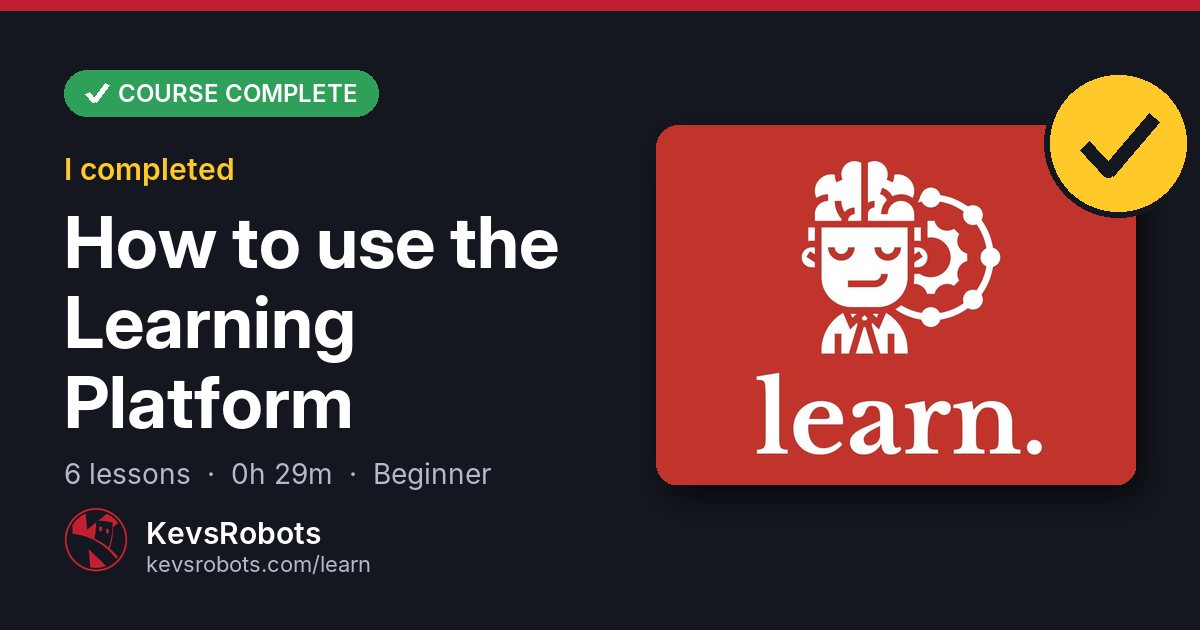 COURSE COMPLETE
I completed
How to use the
Learning
Platform
6 lessons · 0h 29m · Beginner
KevsRobots
kevsrobots.com/learn
learn.